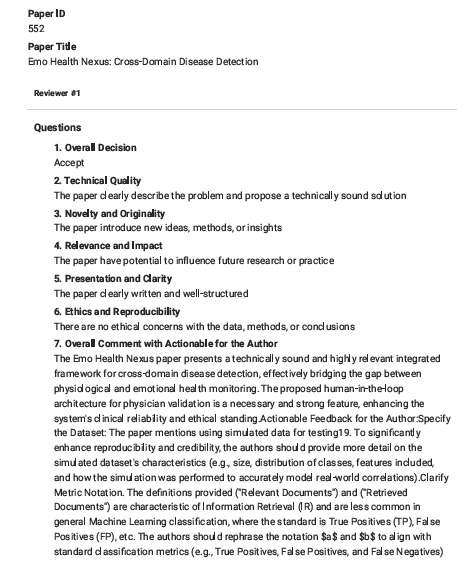 Paper ID
552
Paper Title
Emo Health Nexus: Cross-Domain Disease Detection
Reviewer #1
Questions
1. Overall Decision
Accept
2. Technical Quality
The paper clearly describe the problem and propose a technically sound solution
3. Novelty and Originality
The paper introduce new ideas, methods, or insights
4. Relevance and Impact
The paper have potential to influence future research or practice
5. Presentation and Clarity
The paper clearly written and well-structured
6. Ethics and Reproducibility
There are no ethical concerns with the data, methods, or conclusions
7. Overall Comment with Actionable for the Author
The Emo Health Nexus paper presents a technically sound and highly relevant integrated
framework for cross-domain disease detection, effectively bridging the gap between
physiological and emotional health monitoring. The proposed human-in-the-loop
architecture for physician validation is a necessary and strong feature, enhancing the
system's clinical reliability and ethical standing.Actionable Feedback for the Author:Specify
the Dataset: The paper mentions using simulated data for testing19. To significantly
enhance reproducibility and credibility, the authors should provide more detail on the
simulated dataset's characteristics (e.g., size, distribution of classes, features included,
and how the simulation was performed to accurately model real-world correlations).Clarify
Metric Notation. The definitions provided ("Relevant Documents") and ("Retrieved
Documents") are characteristic of Information Retrieval (IR) and are less common in
general Machine Learning classification, where the standard is True Positives (TP), False
Positives (FP), etc. The authors should rephrase the notation $a$ and $b$ to align with
standard classification metrics (e.g., True Positives, False Positives, and False Negatives)